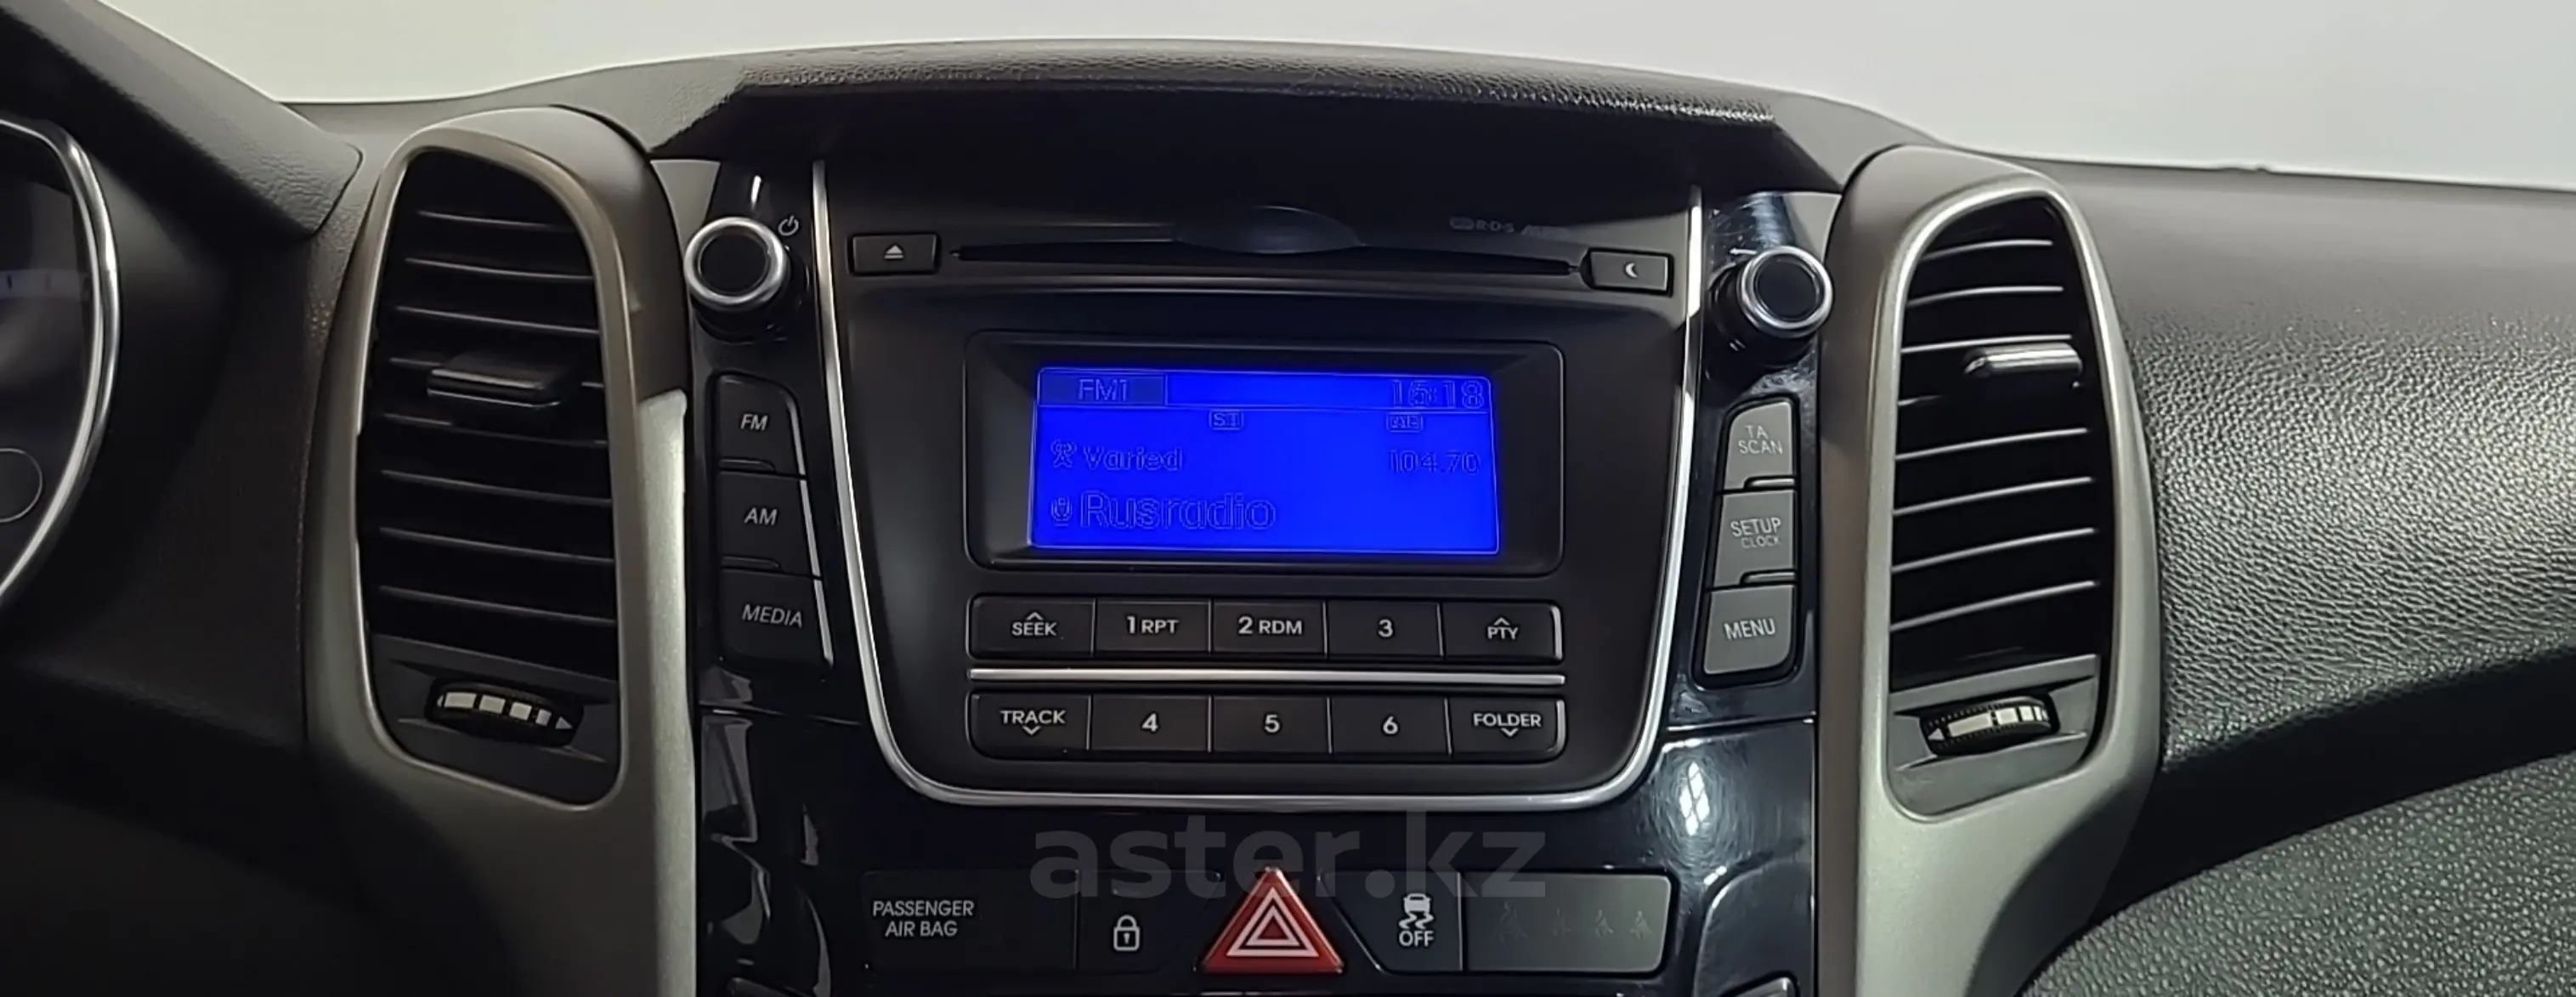 RDS
FM1 15:18
ST AF
Varied 104.70
Rusradio
FM
AM
MEDIA
TA
SCAN
SETUP
CLOCK
MENU
SEEK 1 RPT 2 RDM 3 PTY
TRACK 4 5 6 FOLDER
aster.kz
PASSENGER
AIR BAG
OFF